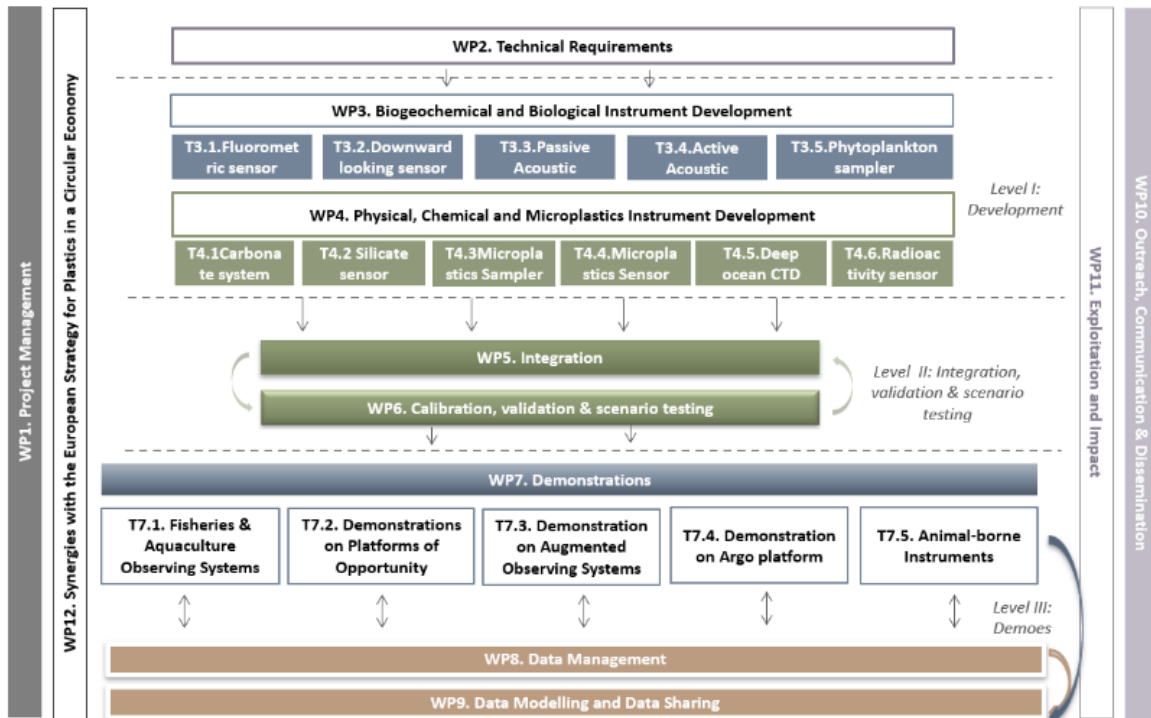 WP1. Project Management
WP12. Synergies with the European Strategy for Plastics in a Circular Economy
WP2. Technical Requirements
WP3. Biogeochemical and Biological Instrument Development
T3.1.Fluoromet
ric sensor
T3.2.Downward
looking sensor
T3.3.Passive
Acoustic
T3.4.Active
Acoustic
T3.5.Phytoplankton
sampler
WP4. Physical, Chemical and Microplastics Instrument Development
T4.1Carbona
te system
T4.2 Silicate
sensor
T4.3Micropla
stics Sampler
T4.4.Micropla
stics Sensor
T4.5.Deep
ocean CTD
T4.6.Radioac
tivity sensor
Level I:
Development
WP5. Integration
WP6. Calibration, validation & scenario testing
Level II: Integration,
validation & scenario
testing
WP7. Demonstrations
T7.1. Fisheries &
Aquaculture
Observing Systems
T7.2. Demonstrations
on Platforms of
Opportunity
T7.3. Demonstration
on Augmented
Observing Systems
T7.4. Demonstration
on Argo platform
T7.5. Animal-borne
Instruments
Level III:
Demoes
WP8. Data Management
WP9. Data Modelling and Data Sharing
WP11. Exploitation and Impact
WP10. Outreach, Communication & Dissemination